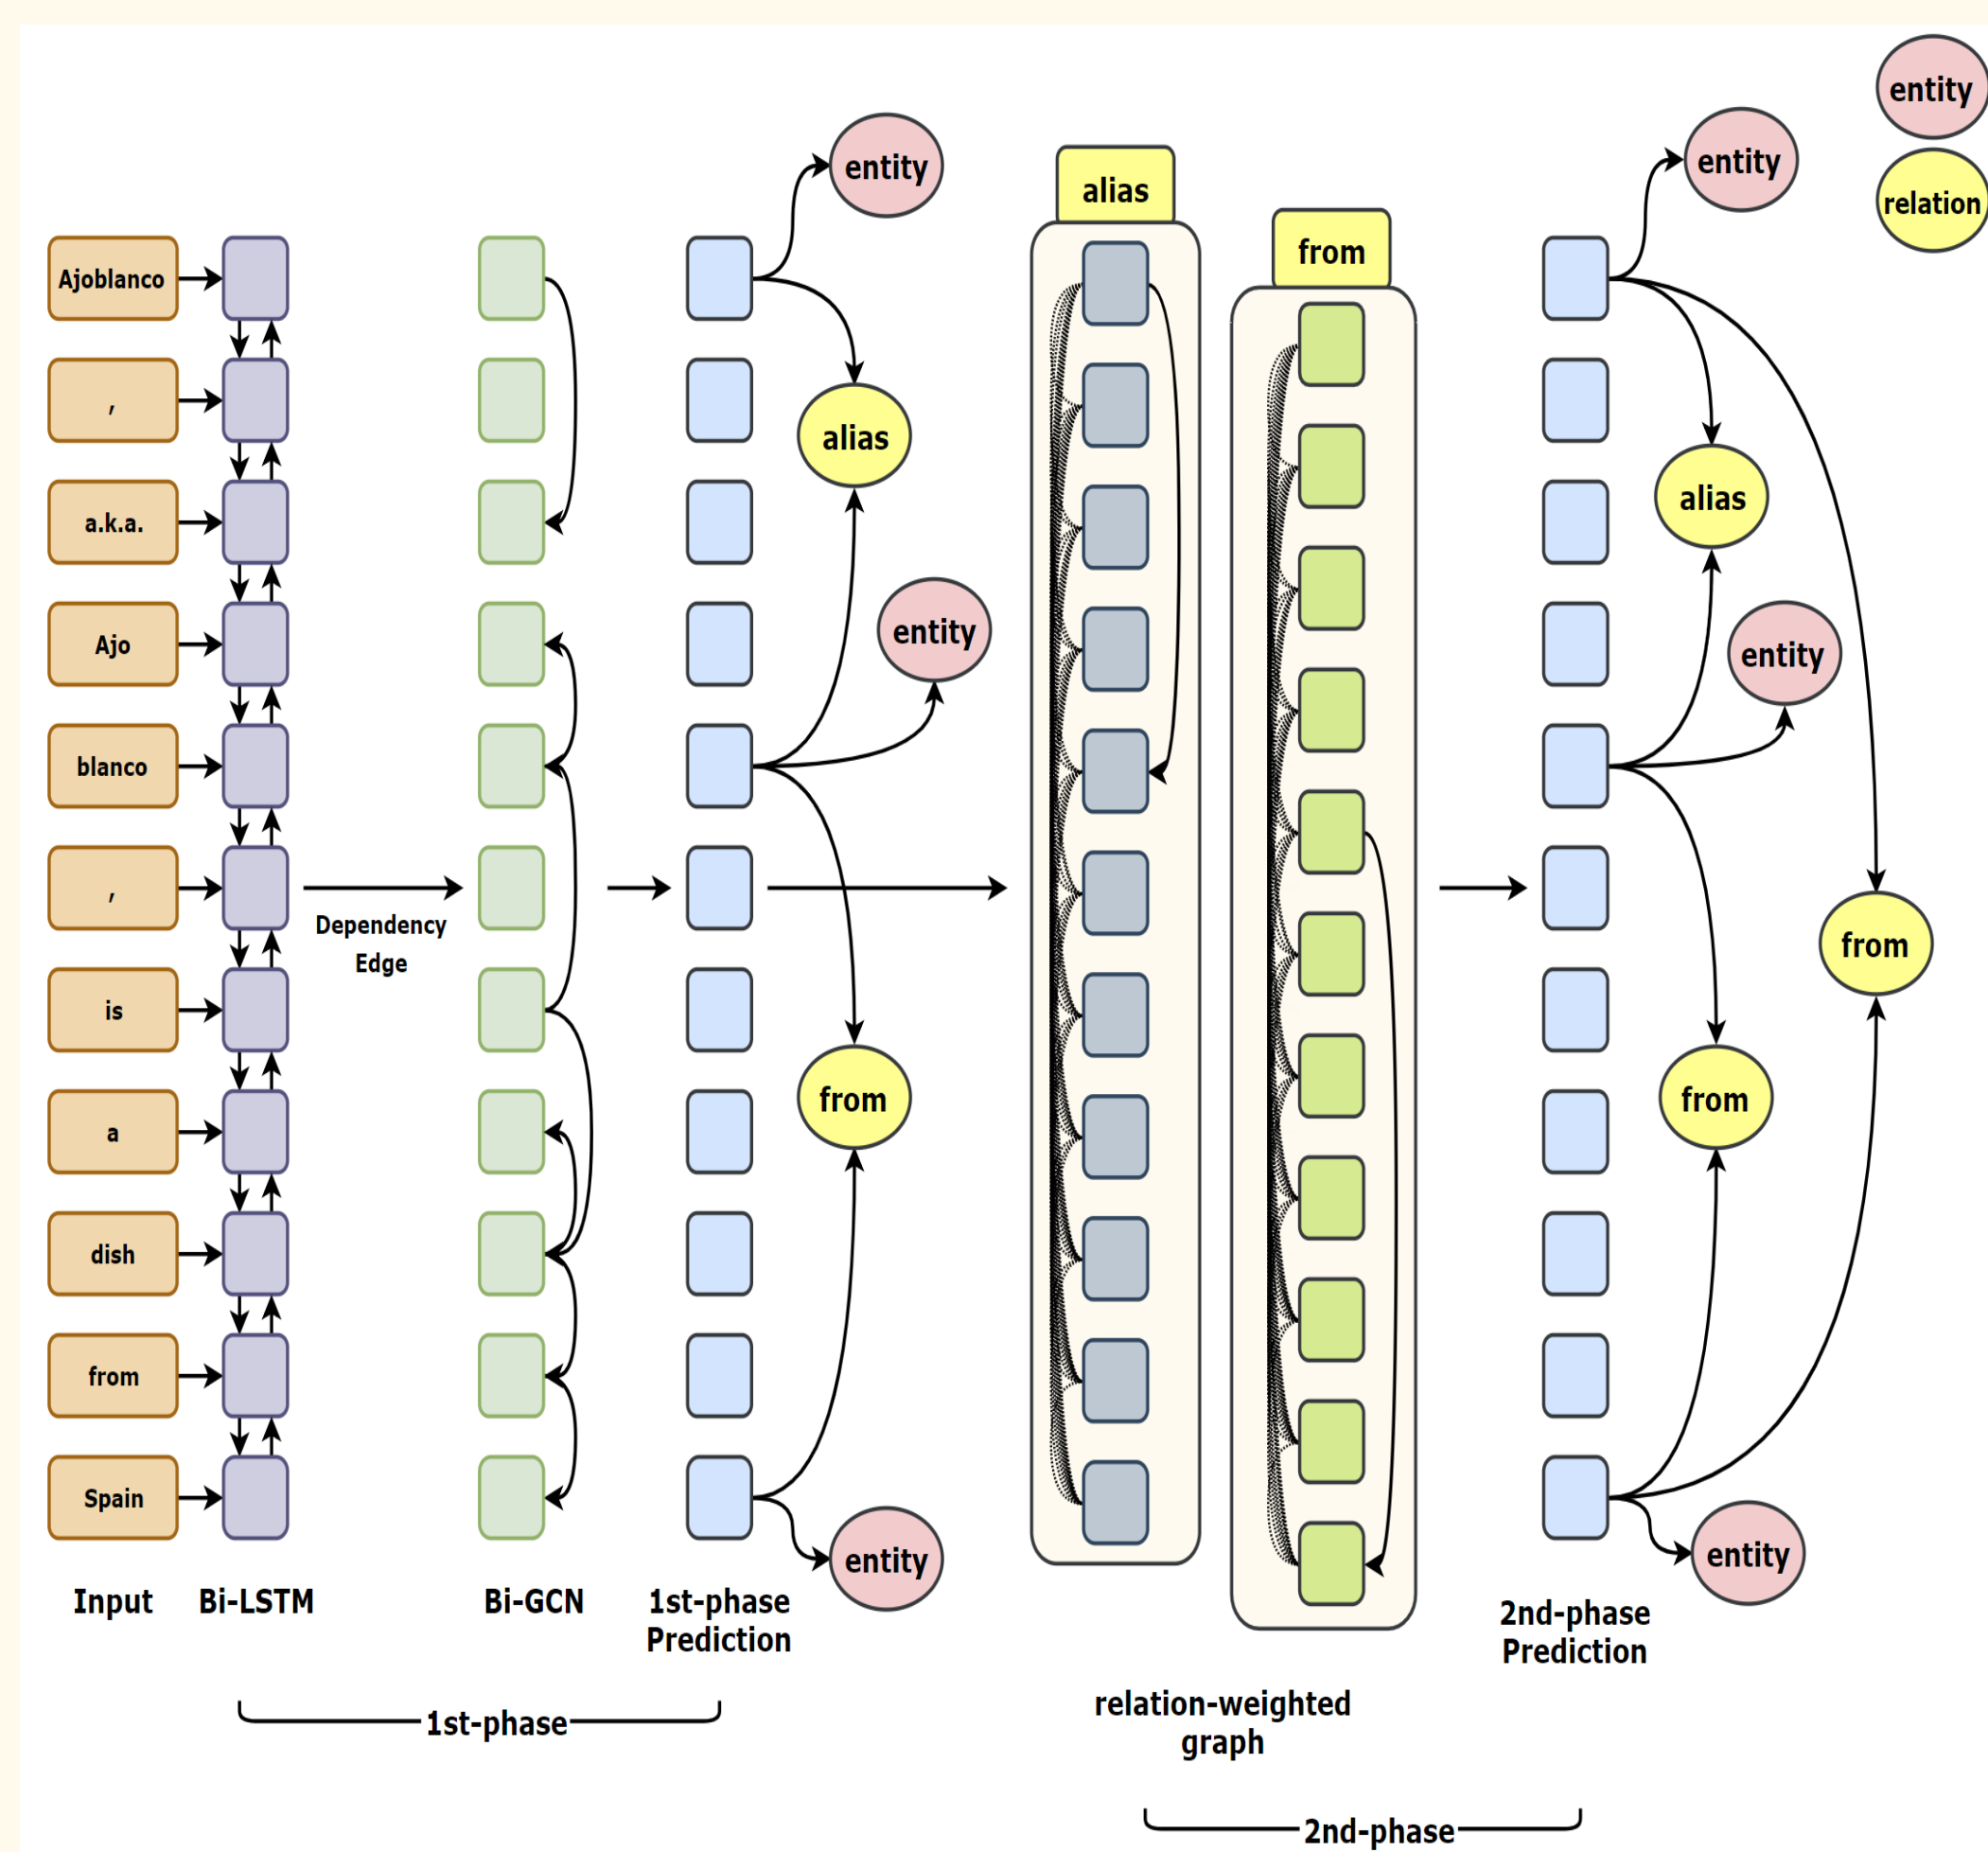 entity
relation
entity
entity
alias
from
Ajoblanco
,
a.k.a.
Ajo
blanco
,
is
a
dish
from
Spain
Dependency
Edge
alias
entity
from
entity
alias
entity
from
from
entity
Input
Bi-LSTM
Bi-GCN
1st-phase
Prediction
relation-weighted
graph
2nd-phase
Prediction
1st-phase
2nd-phase